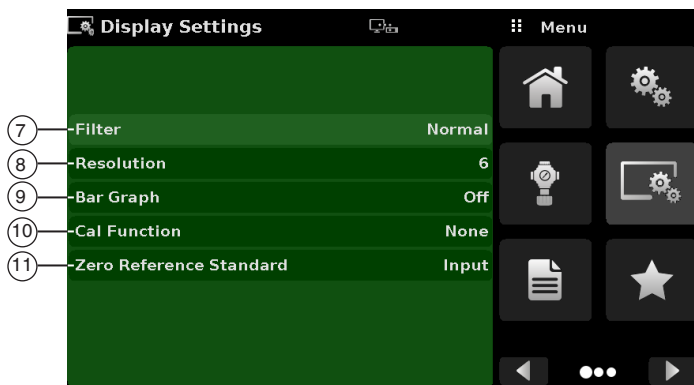 Display Settings
Menu
7 Filter Normal
8 Resolution 6
9 Bar Graph Off
10 Cal Function None
11 Zero Reference Standard Input